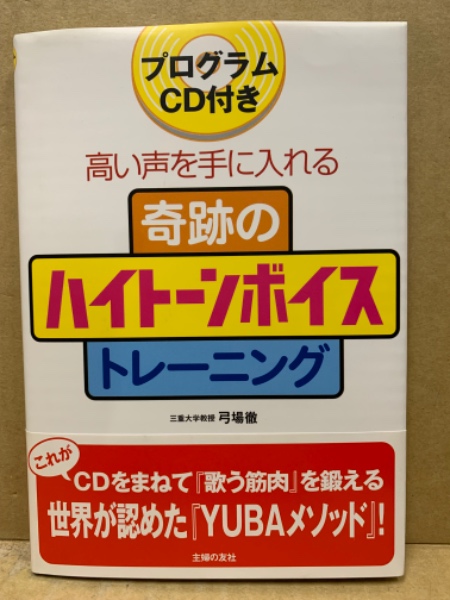 プログラム
CD付き
高い声を手に入れる
奇跡の
ハイトーンボイス
トレーニング
三重大学教授 弓場徹
これが
CDをまねて『歌う筋肉』を鍛える
世界が認めた『YUBAメソッド』!
主婦の友社